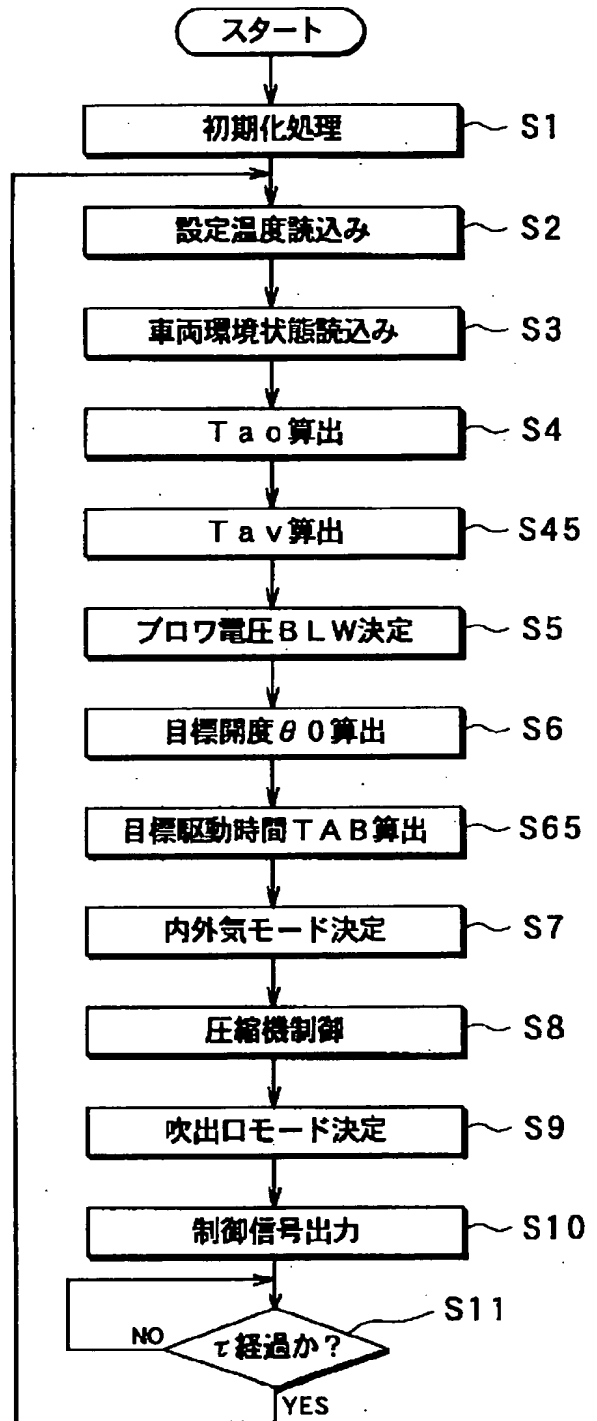 スタート
初期化処理 S1
設定温度読込み S2
車両環境状態読込み S3
Tao算出 S4
Tav算出 S45
ブロワ電圧BLW決定 S5
目標開度θ0算出 S6
目標駆動時間TAB算出 S65
内外気モード決定 S7
圧縮機制御 S8
吹出口モード決定 S9
制御信号出力 S10
τ経過か? S11
NO
YES